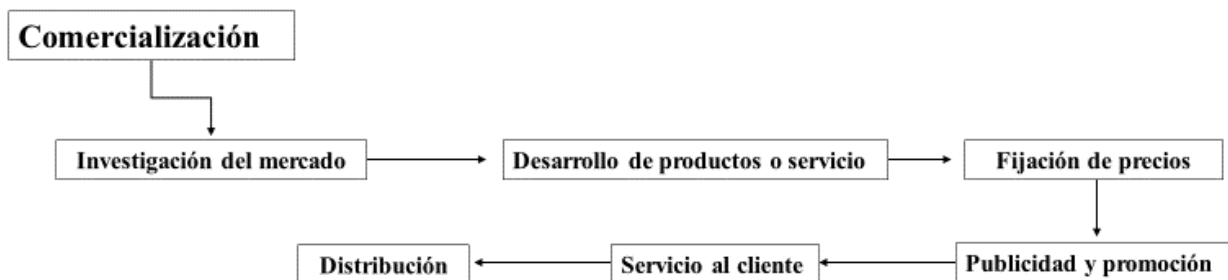 Comercialización
Investigación del mercado
Desarrollo de productos o servicio
Fijación de precios
Publicidad y promoción
Servicio al cliente
Distribución